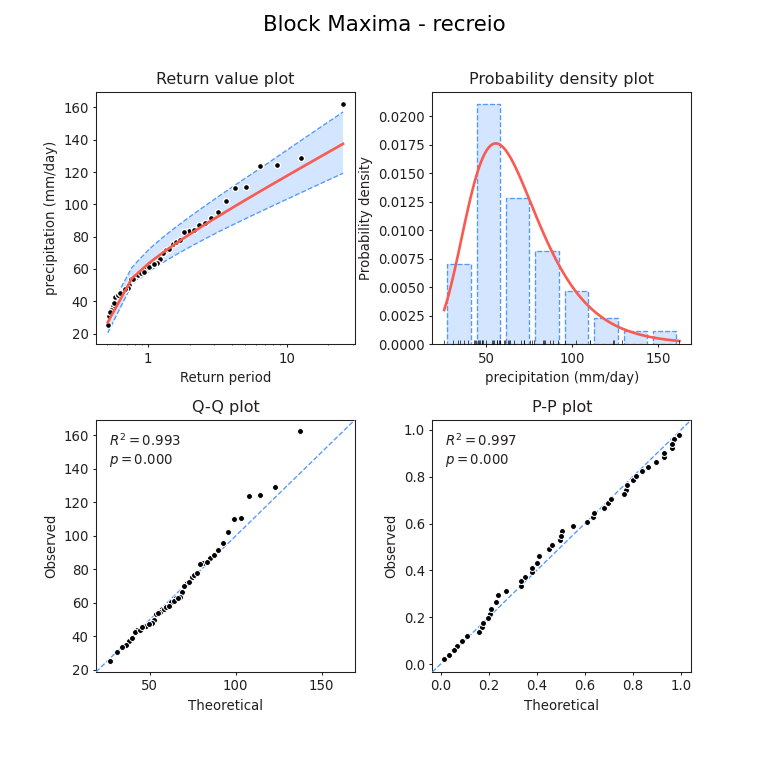 Block Maxima - recreio
Return value plot
precipitation (mm/day)
160
140
120
100
80
60
40
20
1
10
Return period
Probability density plot
Probability density
0.0200
0.0175
0.0150
0.0125
0.0100
0.0075
0.0050
0.0025
0.0000
50
100
150
precipitation (mm/day)
Q-Q plot
R² = 0.993
p = 0.000
Observed
160
140
120
100
80
60
40
20
50
100
150
Theoretical
P-P plot
R² = 0.997
p = 0.000
Observed
1.0
0.8
0.6
0.4
0.2
0.0
0.0
0.2
0.4
0.6
0.8
1.0
Theoretical